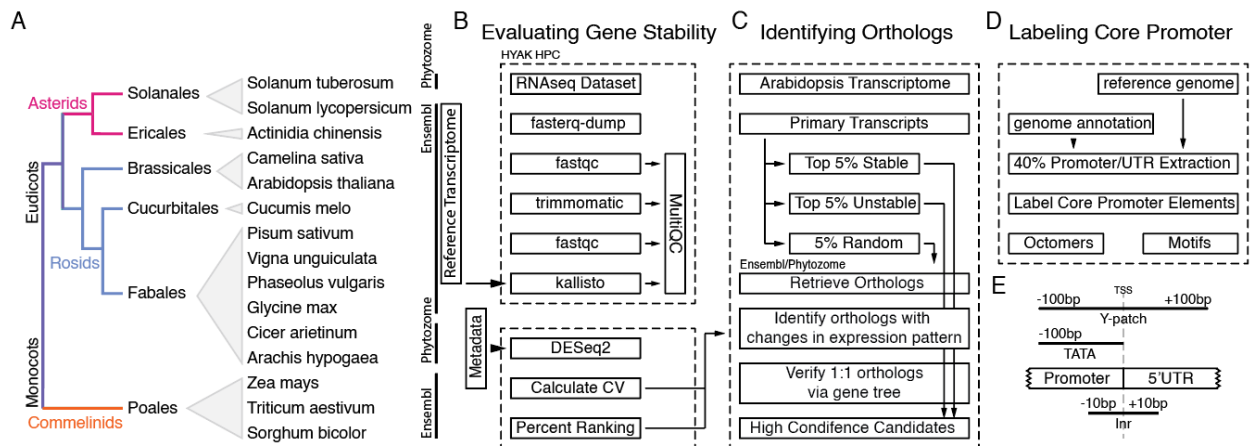 A
Eudicots
Monocots
Asterids
Rosids
Commelinids
Solanales
Ericales
Brassicales
Cucurbitales
Fabales
Poales
Solanum tuberosum
Solanum lycopersicum
Actinidia chinensis
Camelina sativa
Arabidopsis thaliana
Cucumis melo
Pisum sativum
Vigna unguiculata
Phaseolus vulgaris
Glycine max
Cicer arietinum
Arachis hypogaea
Zea mays
Triticum aestivum
Sorghum bicolor
Phytozome
Ensembl
Phytozome
Ensembl
B
Evaluating Gene Stability
HYAK HPC
Reference Transcriptome
RNAseq Dataset
fasterq-dump
fastqc
trimmomatic
fastqc
kallisto
MultiQC
Metadata
DESeq2
Calculate CV
Percent Ranking
C
Identifying Orthologs
Arabidopsis Transcriptome
Primary Transcripts
Top 5% Stable
Top 5% Unstable
5% Random
Ensembl/Phytozome
Retrieve Orthologs
Identify orthologs with
changes in expression pattern
Verify 1:1 orthologs
via gene tree
High Condifence Candidates
D
Labeling Core Promoter
reference genome
genome annotation
40% Promoter/UTR Extraction
Label Core Promoter Elements
Octomers
Motifs
E
TSS
-100bp
+100bp
Y-patch
-100bp
TATA
Promoter
5'UTR
-10bp
+10bp
Inr